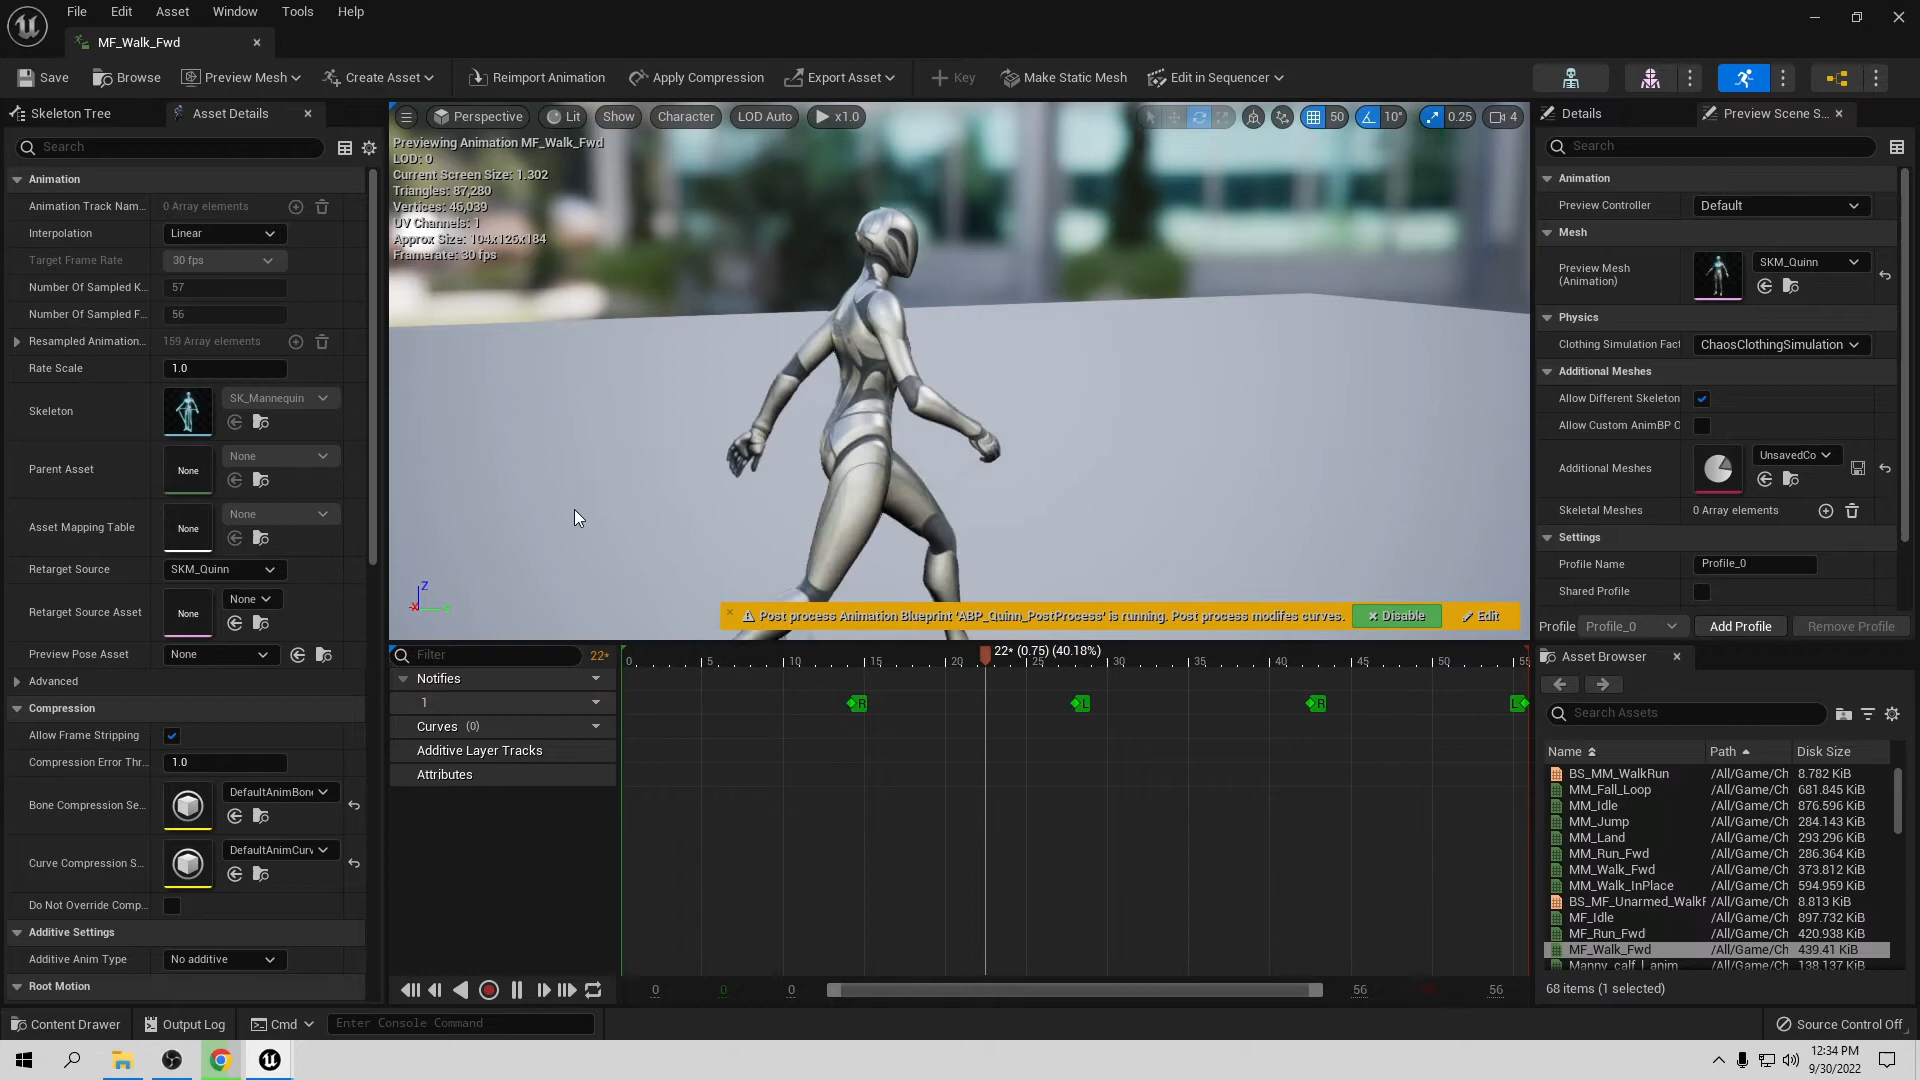 File Edit Asset Window Tools Help
MF_Walk_Fwd
Save Browse Preview Mesh Create Asset Reimport Animation Apply Compression Export Asset Key Make Static Mesh Edit in Sequencer
Skeleton Tree Asset Details
Search
Animation
Animation Track Nam... 0 Array elements
Interpolation Linear
Target Frame Rate 30 fps
Number Of Sampled K... 57
Number Of Sampled F... 56
Resampled Animation... 159 Array elements
Rate Scale 1.0
Skeleton SK_Mannequin
Parent Asset None None
Asset Mapping Table None None
Retarget Source SKM_Quinn
Retarget Source Asset None None
Preview Pose Asset None
Advanced
Compression
Allow Frame Stripping
Compression Error Thr... 1.0
Bone Compression Se... DefaultAnimBon
Curve Compression S... DefaultAnimCurv
Do Not Override Comp...
Additive Settings
Additive Anim Type No additive
Root Motion
Perspective Lit Show Character LOD Auto x1.0 50 10° 0.25 4
Previewing Animation MF_Walk_Fwd
LOD: 0
Current Screen Size: 1.302
Triangles: 87,280
Vertices: 46,039
UV Channels: 1
Approx Size: 104x126x184
Framerate: 30 fps
Z
X
Post process Animation Blueprint 'ABP_Quinn_PostProcess' is running. Post process modifes curves. Disable Edit
Filter 22*
22* (0.75) (40.18%)
0 5 10 15 20 25 30 35 40 45 50 55
Notifies
1 R L R L
Curves (0)
Additive Layer Tracks
Attributes
0 0 0 56 56
Details Preview Scene S...
Search
Animation
Preview Controller Default
Mesh
Preview Mesh (Animation) SKM_Quinn
Physics
Clothing Simulation Fact ChaosClothingSimulation
Additional Meshes
Allow Different Skeleton
Allow Custom AnimBP C
Additional Meshes UnsavedCo
Skeletal Meshes 0 Array elements
Settings
Profile Name Profile_0
Shared Profile
Profile Profile_0 Add Profile Remove Profile
Asset Browser
Search Assets
Name Path Disk Size
BS_MM_WalkRun /All/Game/Ch 8.782 KiB
MM_Fall_Loop /All/Game/Ch 681.845 KiB
MM_Idle /All/Game/Ch 876.596 KiB
MM_Jump /All/Game/Ch 284.143 KiB
MM_Land /All/Game/Ch 293.296 KiB
MM_Run_Fwd /All/Game/Ch 286.364 KiB
MM_Walk_Fwd /All/Game/Ch 373.812 KiB
MM_Walk_InPlace /All/Game/Ch 594.959 KiB
BS_MF_Unarmed_WalkF /All/Game/Ch 8.813 KiB
MF_Idle /All/Game/Ch 897.732 KiB
MF_Run_Fwd /All/Game/Ch 420.938 KiB
MF_Walk_Fwd /All/Game/Ch 439.41 KiB
Manny_calf_l_anim /All/Game/Ch 138.137 KiB
68 items (1 selected)
Content Drawer Output Log Cmd Enter Console Command Source Control Off
12:34 PM
9/30/2022